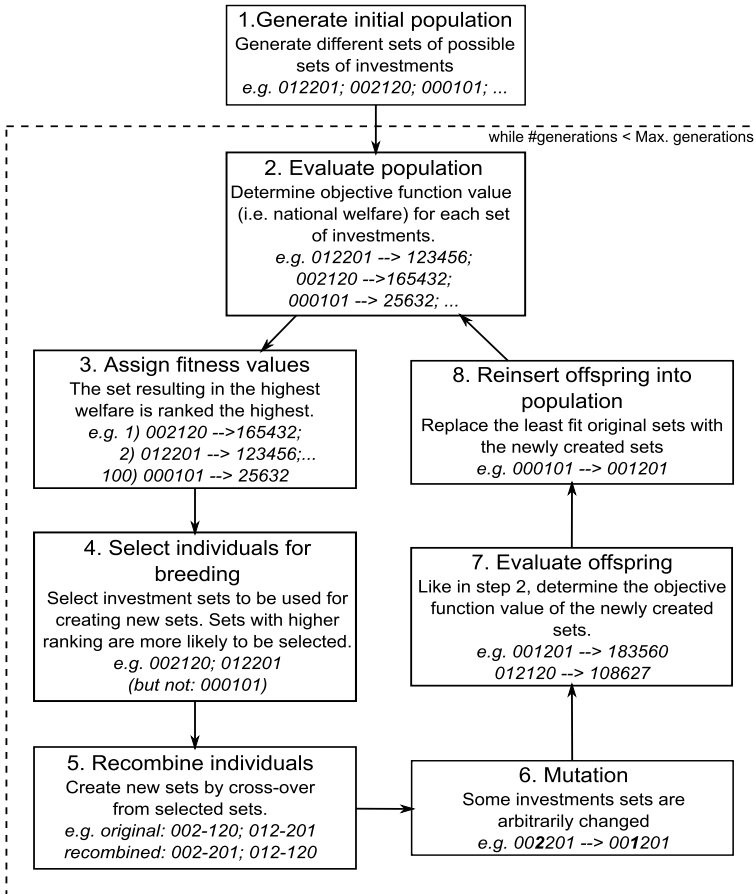 1.Generate initial population
Generate different sets of possible
sets of investments
e.g. 012201; 002120; 000101; ...
while #generations < Max. generations
2. Evaluate population
Determine objective function value
(i.e. national welfare) for each set
of investments.
e.g. 012201 --> 123456;
002120 -->165432;
000101 --> 25632; ...
3. Assign fitness values
The set resulting in the highest
welfare is ranked the highest.
e.g. 1) 002120 -->165432;
2) 012201 --> 123456;...
100) 000101 --> 25632
4. Select individuals for
breeding
Select investment sets to be used for
creating new sets. Sets with higher
ranking are more likely to be selected.
e.g. 002120; 012201
(but not: 000101)
5. Recombine individuals
Create new sets by cross-over
from selected sets.
e.g. original: 002-120; 012-201
recombined: 002-201; 012-120
6. Mutation
Some investments sets are
arbitrarily changed
e.g. 002201 --> 001201
7. Evaluate offspring
Like in step 2, determine the objective
function value of the newly created
sets.
e.g. 001201 --> 183560
012120 --> 108627
8. Reinsert offspring into
population
Replace the least fit original sets with
the newly created sets
e.g. 000101 --> 001201